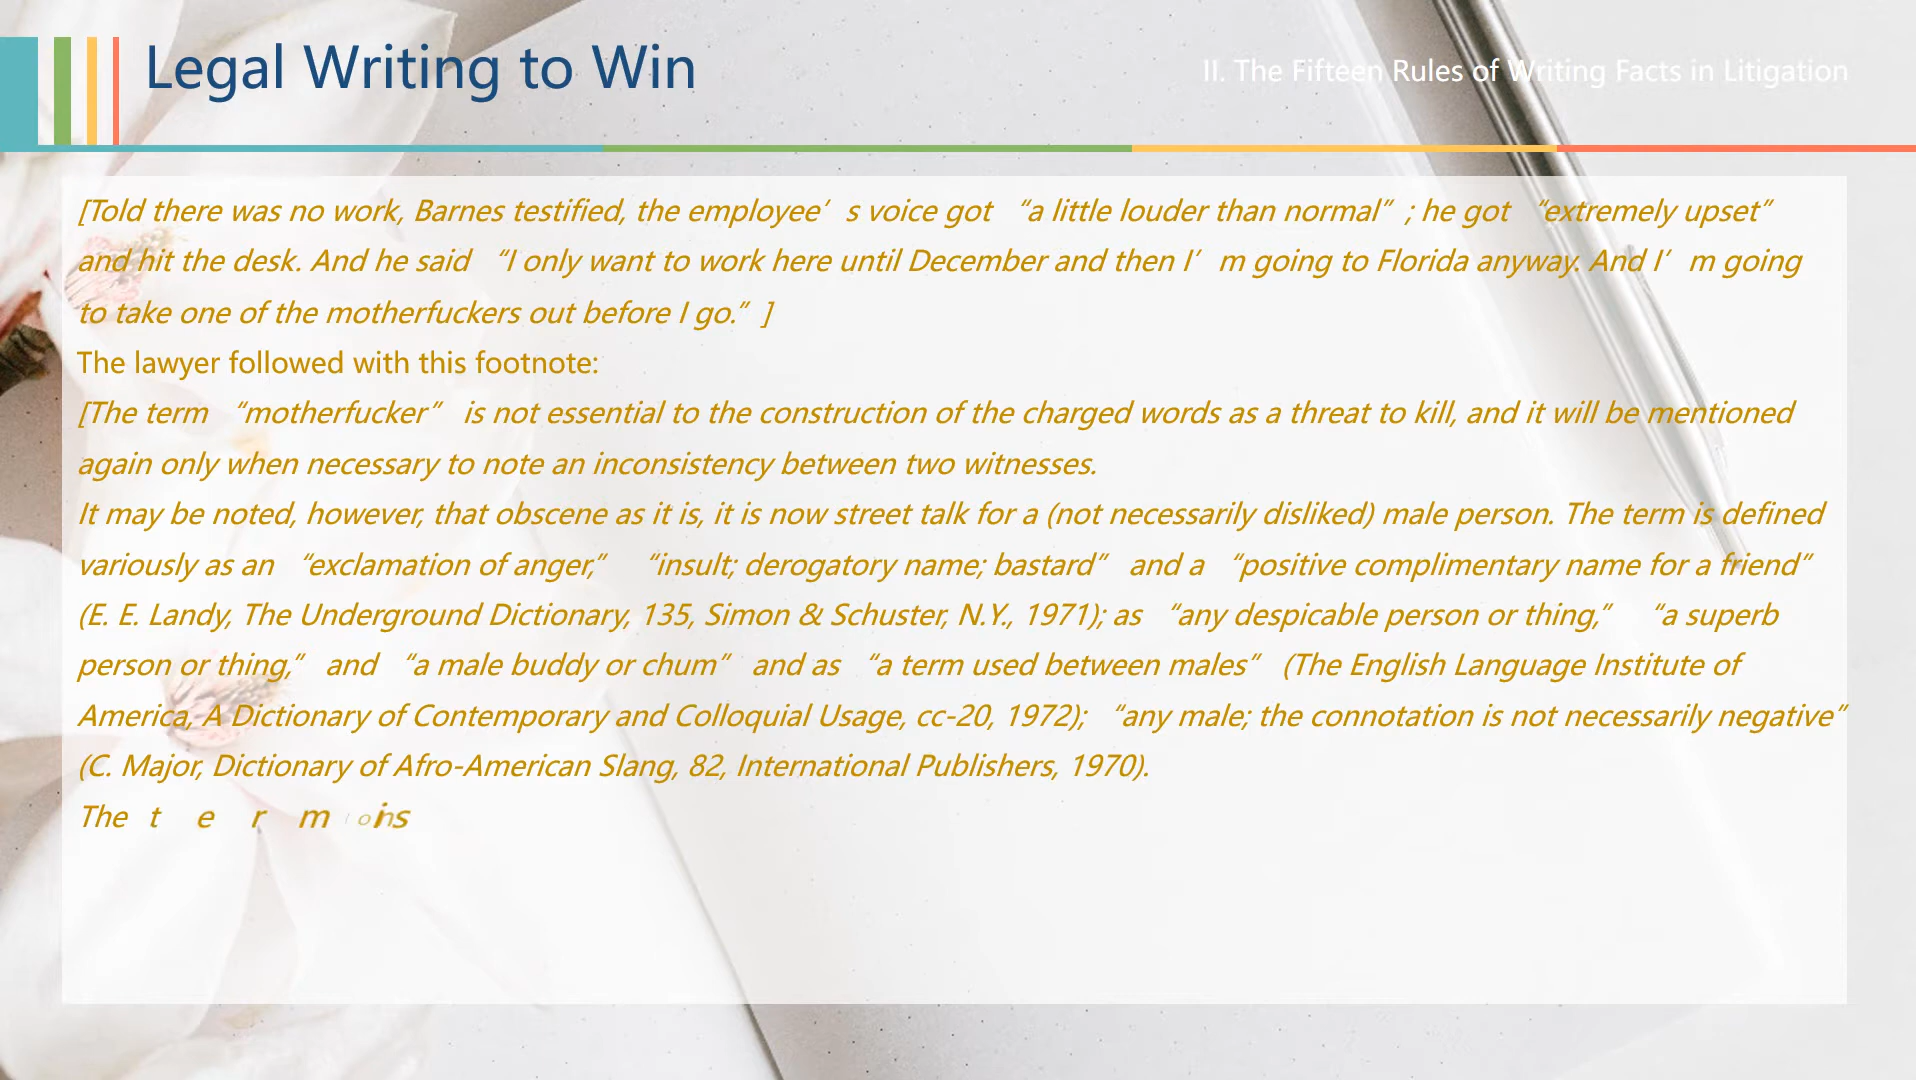 Legal Writing to Win
II. The Fifteen Rules of Writing Facts in Litigation
[Told there was no work, Barnes testified, the employee’s voice got “a little louder than normal”; he got “extremely upset”
and hit the desk. And he said “I only want to work here until December and then I’m going to Florida anyway. And I’m going
to take one of the motherfuckers out before I go.”]
The lawyer followed with this footnote:
[The term “motherfucker” is not essential to the construction of the charged words as a threat to kill, and it will be mentioned
again only when necessary to note an inconsistency between two witnesses.
It may be noted, however, that obscene as it is, it is now street talk for a (not necessarily disliked) male person. The term is defined
variously as an “exclamation of anger,” “insult; derogatory name; bastard” and a “positive complimentary name for a friend”
(E. E. Landy, The Underground Dictionary, 135, Simon & Schuster, N.Y., 1971); as “any despicable person or thing,” “a superb
person or thing,” and “a male buddy or chum” and as “a term used between males” (The English Language Institute of
America, A Dictionary of Contemporary and Colloquial Usage, cc-20, 1972); “any male; the connotation is not necessarily negative”
(C. Major, Dictionary of Afro-American Slang, 82, International Publishers, 1970).
The term